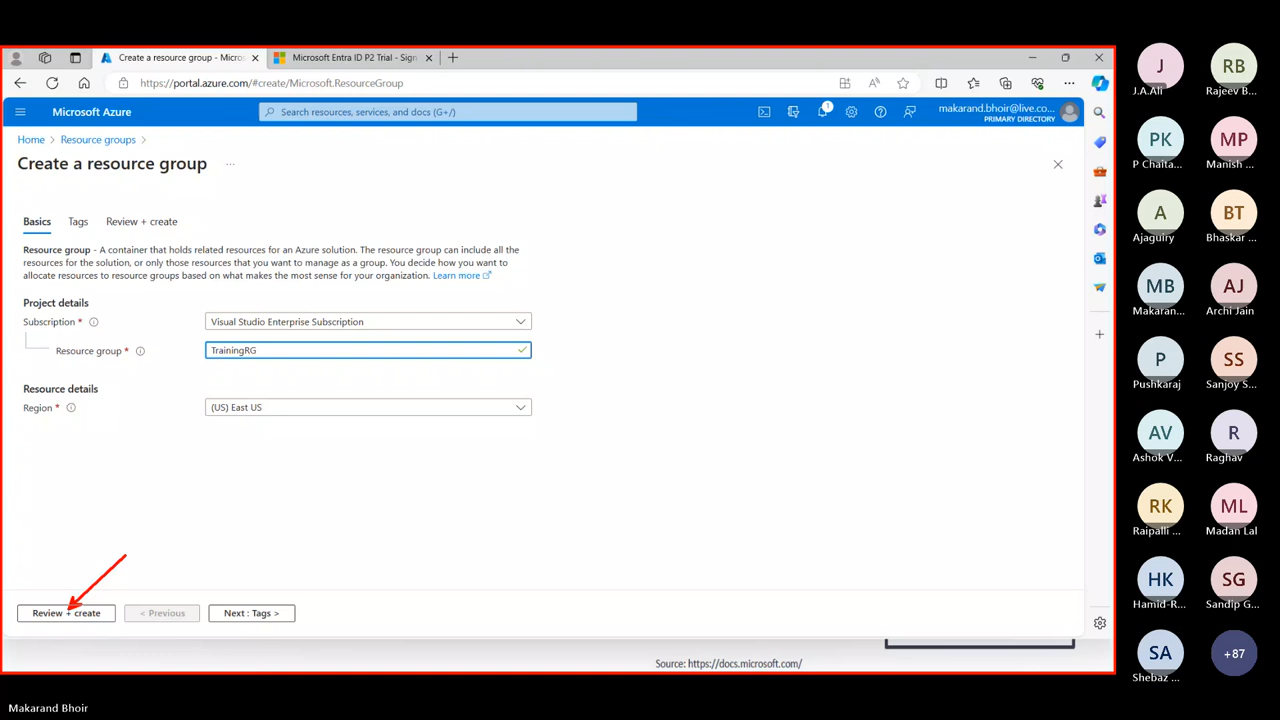 Create a resource group - Micros
Microsoft Entra ID P2 Trial - Sign
https://portal.azure.com/#create/Microsoft.ResourceGroup
Microsoft Azure
Search resources, services, and docs (G+/)
1
makarand.bhoir@live.co...
PRIMARY DIRECTORY
Home > Resource groups >
Create a resource group ...
Basics Tags Review + create
Resource group - A container that holds related resources for an Azure solution. The resource group can include all the
resources for the solution, or only those resources that you want to manage as a group. You decide how you want to
allocate resources to resource groups based on what makes the most sense for your organization. Learn more
Project details
Subscription *
Visual Studio Enterprise Subscription
Resource group *
TrainingRG
Resource details
Region *
(US) East US
Review + create
< Previous
Next : Tags >
Source: https://docs.microsoft.com/
Makarand Bhoir
J
J.A.Ali
RB
Rajeev B...
PK
P Chaita...
MP
Manish ...
A
Ajaguiry
BT
Bhaskar ...
MB
Makaran...
AJ
Archi Jain
P
Pushkaraj
SS
Sanjoy S...
AV
Ashok V...
R
Raghav
RK
Raipalli ...
ML
Madan Lal
HK
Hamid-R...
SG
Sandip G...
SA
Shebaz ...
+87